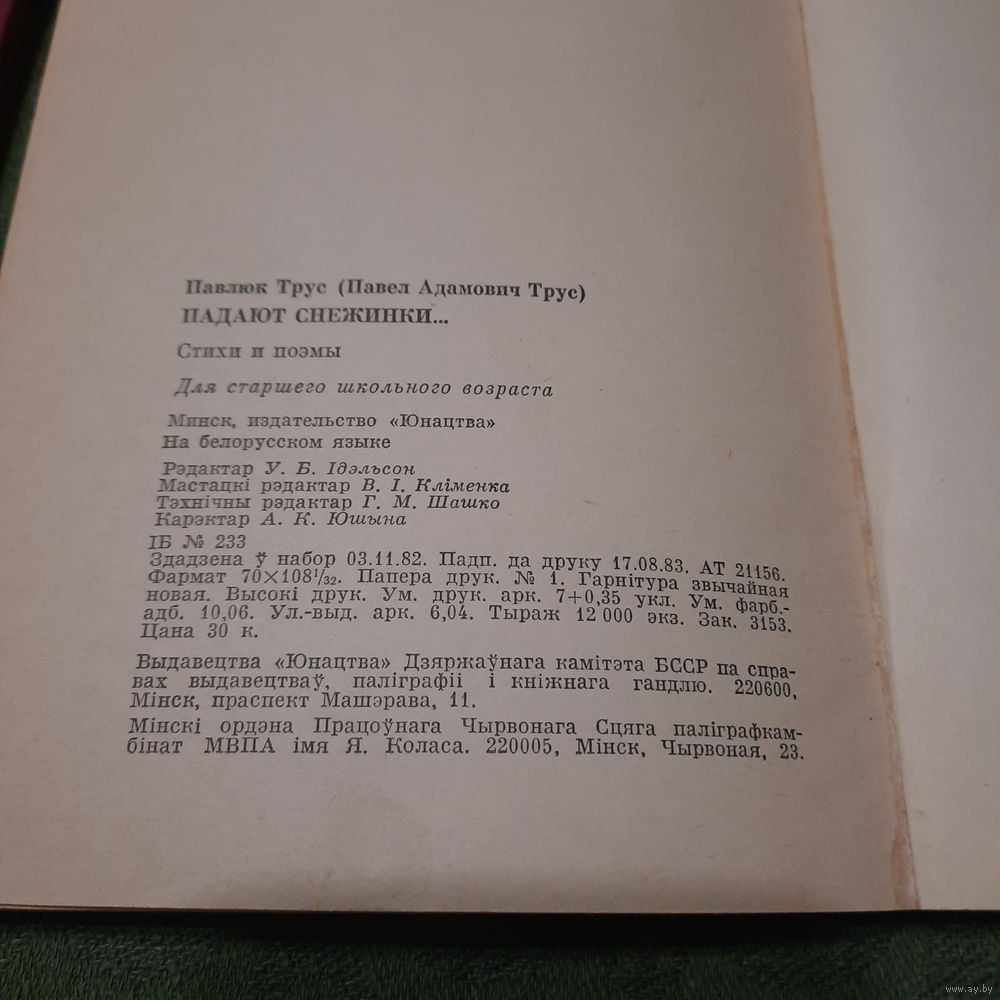 Павлюк Трус (Павел Адамович Трус)
ПАДАЮТ СНЕЖИНКИ...
Стихи и поэмы
Для старшего школьного возраста
Минск, издательство «Юнацтва»
На белорусском языке
Рэдактар У. Б. Ідэльсон
Мастацкі рэдактар В. І. Кліменка
Тэхнічны рэдактар Г. М. Шашко
Карэктар А. К. Юшына
ІБ № 233
Здадзена ў набор 03.11.82. Падп. да друку 17.08.83. АТ 21156.
Фармат 70×108¹/₃₂. Папера друк. № 1. Гарнітура звычайная
новая. Высокі друк. Ум. друк. арк. 7+0,35 укл. Ум. фарб.-
адб. 10,06. Ул.-выд. арк. 6,04. Тыраж 12 000 экз. Зак. 3153.
Цана 30 к.
Выдавецтва «Юнацтва» Дзяржаўнага камітэта БССР па спра-
вах выдавецтваў, паліграфіі і кніжнага гандлю. 220600,
Мінск, праспект Машэрава, 11.
Мінскі ордэна Працоўнага Чырвонага Сцяга паліграфкам-
бінат МВПА імя Я. Коласа. 220005, Мінск, Чырвоная, 23.
www.ay.by